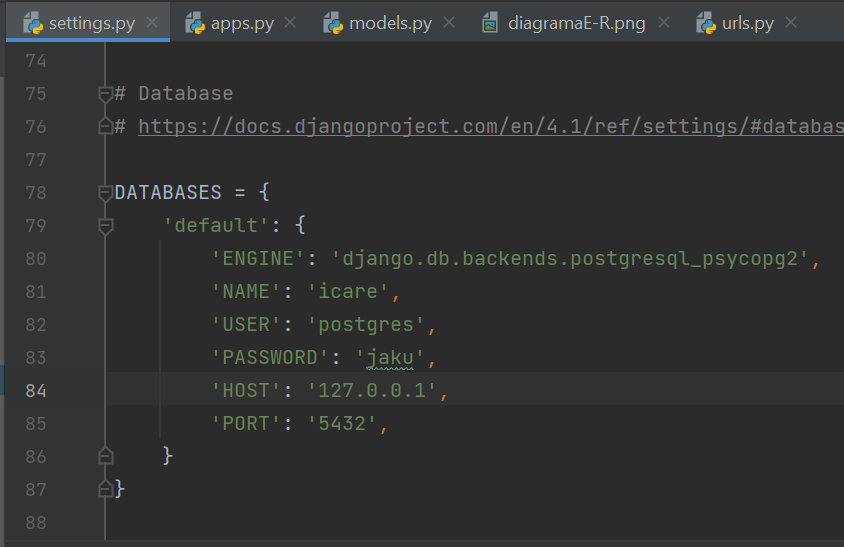 settings.py apps.py models.py diagramaE-R.png urls.py
74
75 # Database
76 # https://docs.djangoproject.com/en/4.1/ref/settings/#databas
77
78 DATABASES = {
79 'default': {
80 'ENGINE': 'django.db.backends.postgresql_psycopg2',
81 'NAME': 'icare',
82 'USER': 'postgres',
83 'PASSWORD': 'jaku',
84 'HOST': '127.0.0.1',
85 'PORT': '5432',
86 }
87 }
88